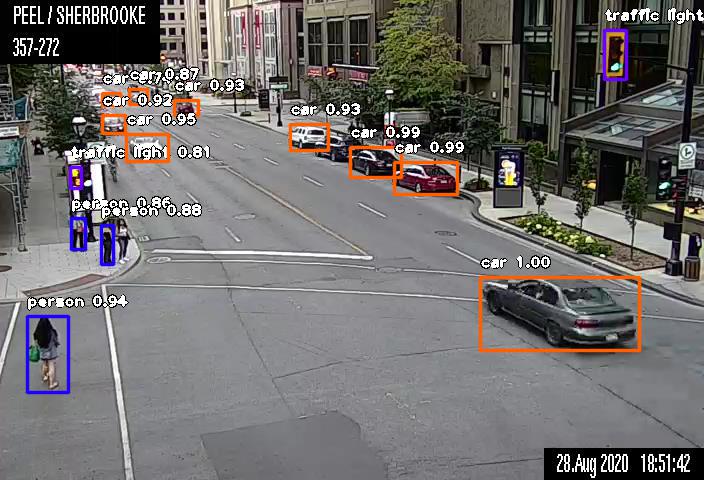 PEEL / SHERBROOKE
357-272
traffic light
car 0.87
car 0.93
car 0.92
car 0.95
car 0.93
car 0.99
car 0.99
traffic light 0.81
person 0.86
person 0.88
car 1.00
person 0.94
28.Aug 2020 18:51:42